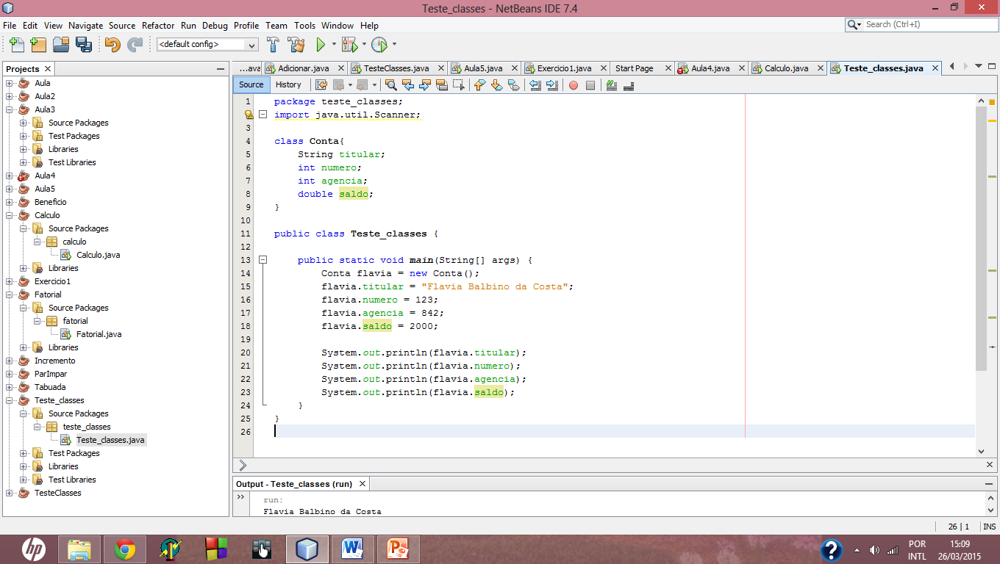 Teste_classes - NetBeans IDE 7.4
File Edit View Navigate Source Refactor Run Debug Profile Team Tools Window Help
Search (Ctrl+I)
<default config>
Projects
Aula
Aula2
Aula3
Source Packages
Test Packages
Libraries
Test Libraries
Aula4
Aula5
Beneficio
Calculo
Source Packages
calculo
Calculo.java
Libraries
Exercicio1
Fatorial
Source Packages
fatorial
Fatorial.java
Libraries
Incremento
ParImpar
Tabuada
Teste_classes
Source Packages
teste_classes
Teste_classes.java
Test Packages
Libraries
Test Libraries
TesteClasses
...ava Adicionar.java TesteClasses.java Aula5.java Exercicio1.java Start Page Aula4.java Calculo.java Teste_classes.java
Source History
1 package teste_classes;
import java.util.Scanner;
3
4 class Conta{
5 String titular;
6 int numero;
7 int agencia;
8 double saldo;
9 }
10
11 public class Teste_classes {
12
13 public static void main(String[] args) {
14 Conta flavia = new Conta();
15 flavia.titular = "Flavia Balbino da Costa";
16 flavia.numero = 123;
17 flavia.agencia = 842;
18 flavia.saldo = 2000;
19
20 System.out.println(flavia.titular);
21 System.out.println(flavia.numero);
22 System.out.println(flavia.agencia);
23 System.out.println(flavia.saldo);
24 }
25 }
26
Output - Teste_classes (run)
run:
Flavia Balbino da Costa
26 | 1 INS
hp
POR
INTL
15:09
26/03/2015